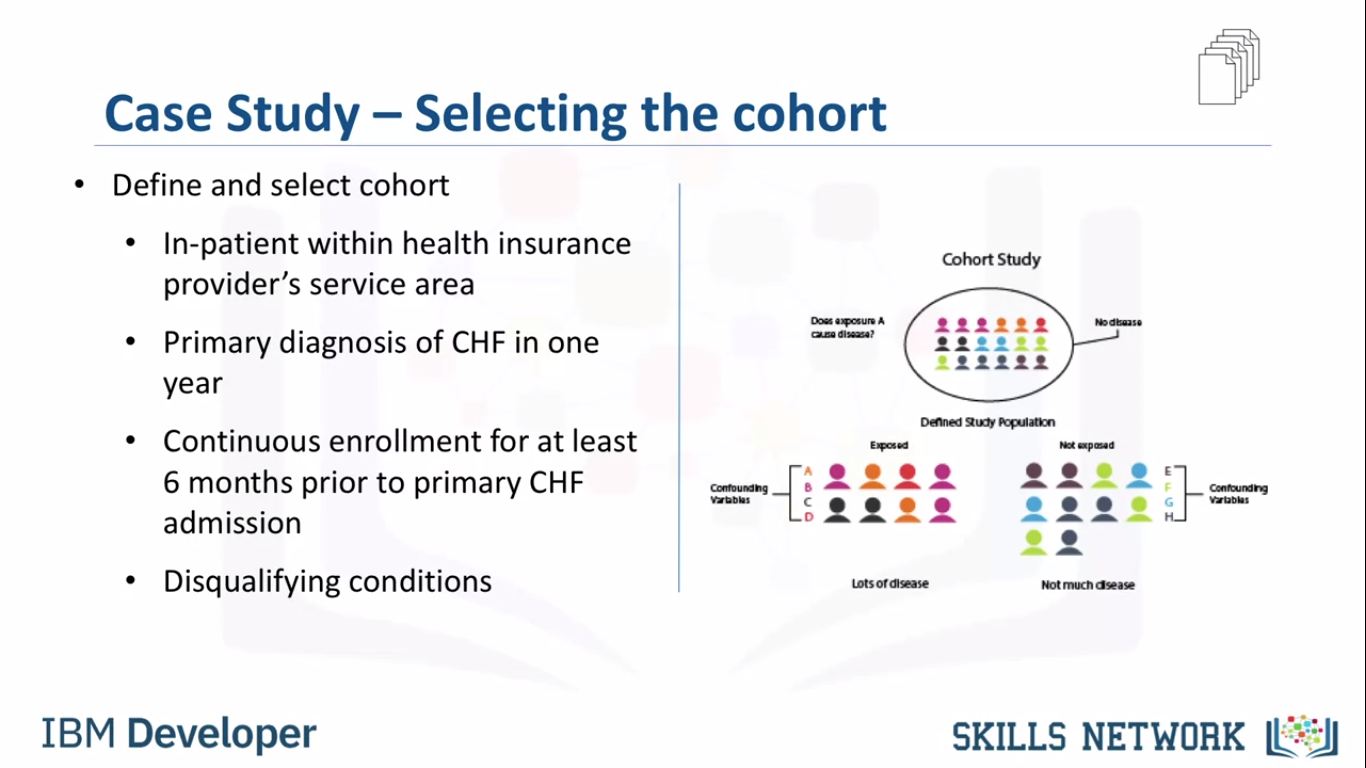 Case Study – Selecting the cohort
• Define and select cohort
• In-patient within health insurance
provider’s service area
• Primary diagnosis of CHF in one
year
• Continuous enrollment for at least
6 months prior to primary CHF
admission
• Disqualifying conditions
Cohort Study
Does exposure A
cause disease?
No disease
Defined Study Population
Exposed
Not exposed
Confounding
Variables
A
B
C
D
E
F
G
H
Confounding
Variables
Lots of disease
Not much disease
IBM Developer
SKILLS NETWORK